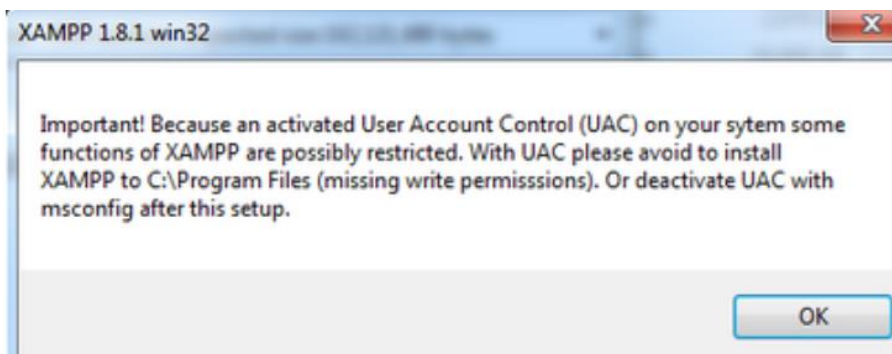 XAMPP 1.8.1 win32
Important! Because an activated User Account Control (UAC) on your sytem some
functions of XAMPP are possibly restricted. With UAC please avoid to install
XAMPP to C:\Program Files (missing write permisssions). Or deactivate UAC with
msconfig after this setup.
OK